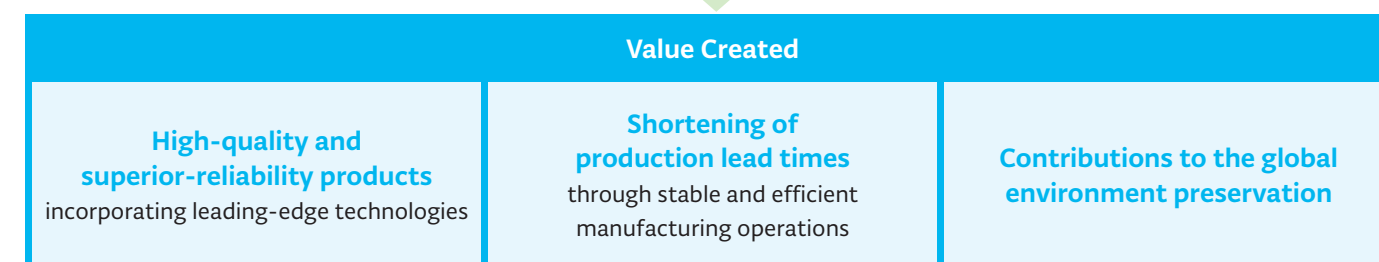 Value Created
High-quality and
superior-reliability products
incorporating leading-edge technologies
Shortening of
production lead times
through stable and efficient
manufacturing operations
Contributions to the global
environment preservation